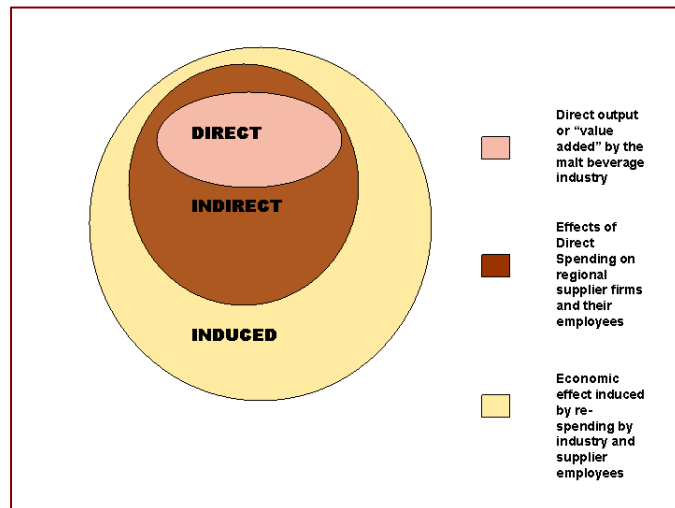 DIRECT
INDIRECT
INDUCED
Direct output
or “value
added” by the
malt beverage
industry
Effects of
Direct
Spending on
regional
supplier firms
and their
employees
Economic
effect induced
by re-
spending by
industry and
supplier
employees